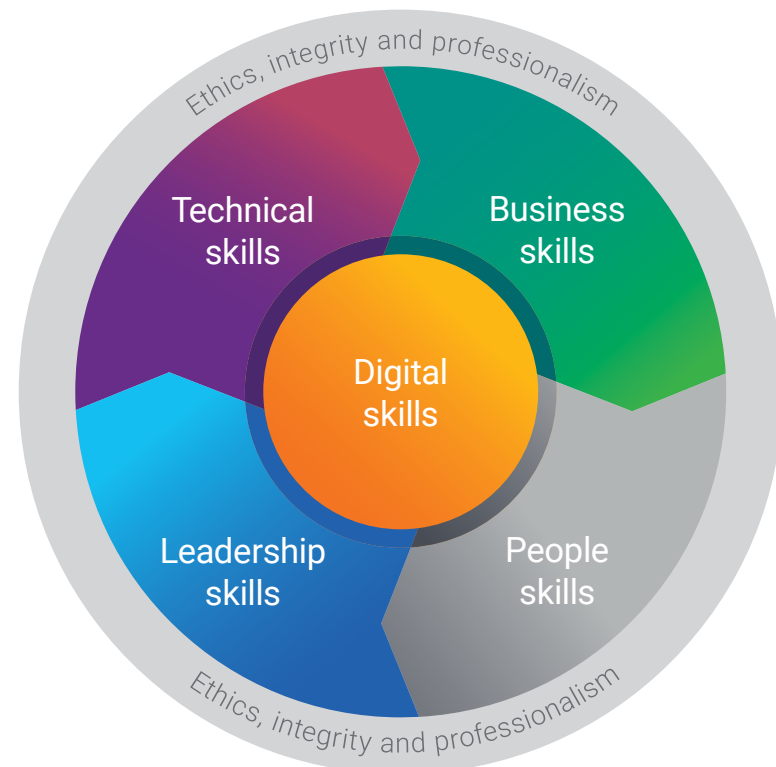 Ethics, integrity and professionalism
Technical
skills
Business
skills
Digital
skills
Leadership
skills
People
skills
Ethics, integrity and professionalism